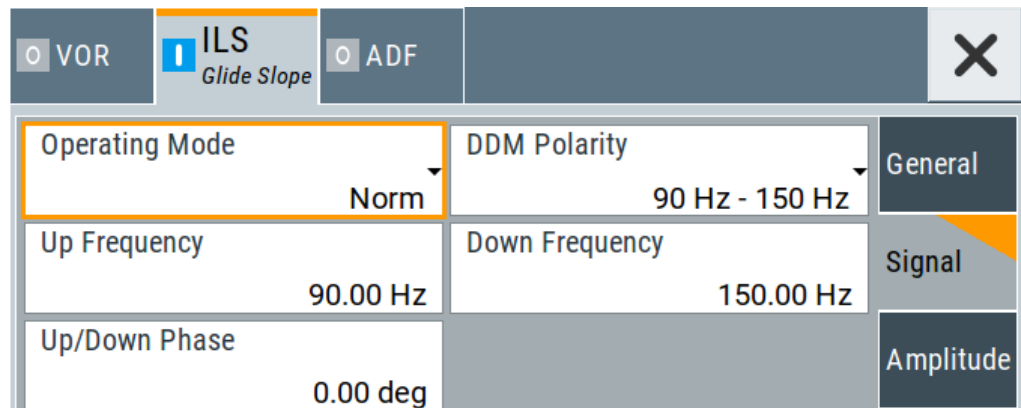 VOR
ILS
Glide Slope
ADF
Operating Mode
Norm
DDM Polarity
90 Hz - 150 Hz
General
Up Frequency
90.00 Hz
Down Frequency
150.00 Hz
Signal
Up/Down Phase
0.00 deg
Amplitude